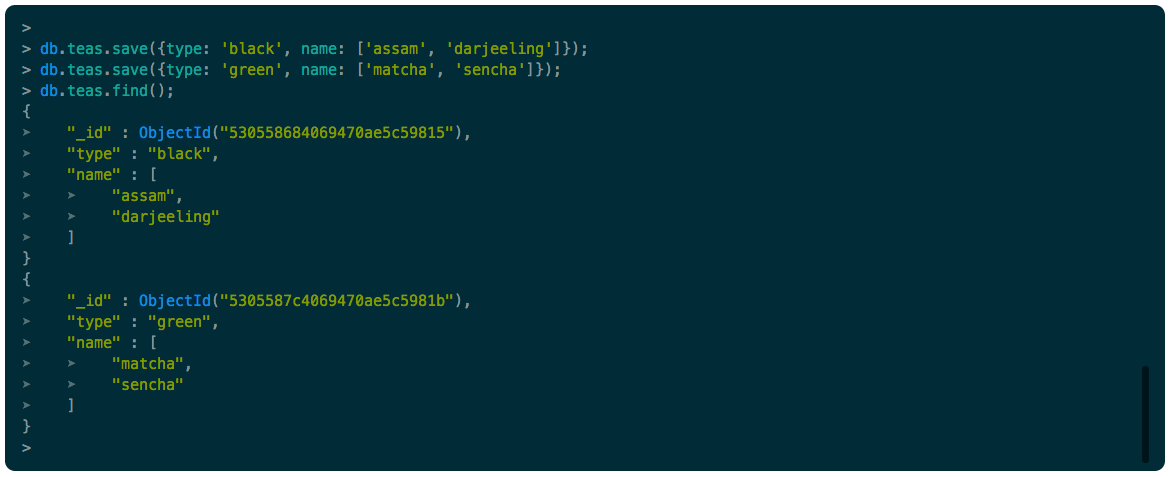 >
> db.teas.save({type: 'black', name: ['assam', 'darjeeling']});
> db.teas.save({type: 'green', name: ['matcha', 'sencha']});
> db.teas.find();
{
➤    "_id" : ObjectId("530558684069470ae5c59815"),
➤    "type" : "black",
➤    "name" : [
➤    ➤    "assam",
➤    ➤    "darjeeling"
➤    ]
}
{
➤    "_id" : ObjectId("5305587c4069470ae5c5981b"),
➤    "type" : "green",
➤    "name" : [
➤    ➤    "matcha",
➤    ➤    "sencha"
➤    ]
}
>